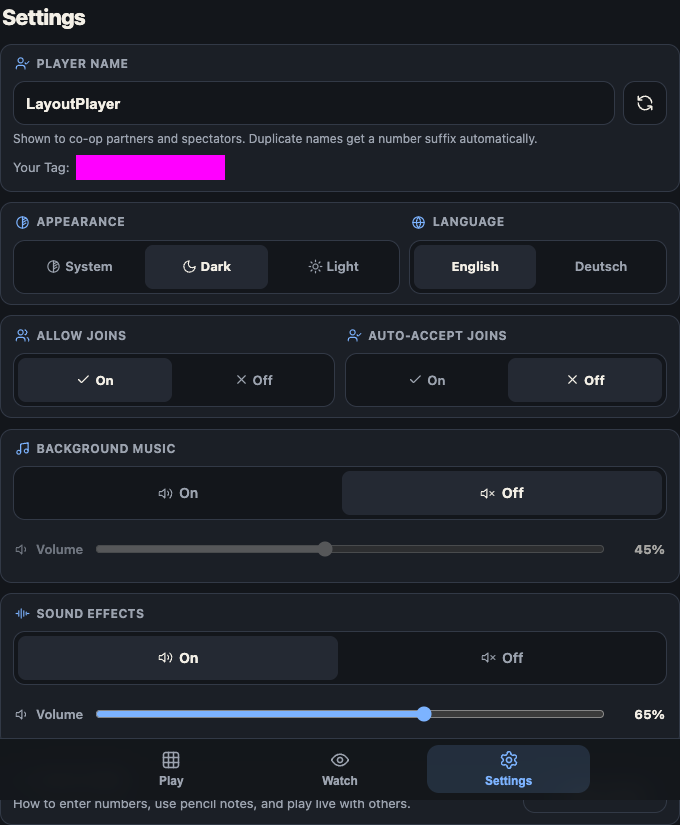 Settings
PLAYER NAME
LayoutPlayer
Shown to co-op partners and spectators. Duplicate names get a number suffix automatically.
Your Tag:
APPEARANCE
LANGUAGE
System Dark Light
English Deutsch
ALLOW JOINS
AUTO-ACCEPT JOINS
On Off
On Off
BACKGROUND MUSIC
On Off
Volume 45%
SOUND EFFECTS
On Off
Volume 65%
Play Watch Settings
How to enter numbers, use pencil notes, and play live with others.